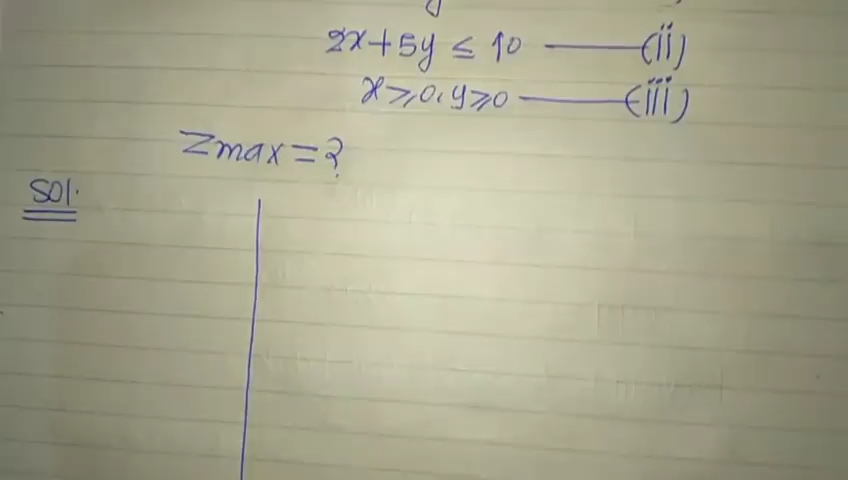 2x+5y ≤ 10 ——— (ii)
x ≥ 0, y ≥ 0 ——— (iii)
Zmax = ?
Sol.